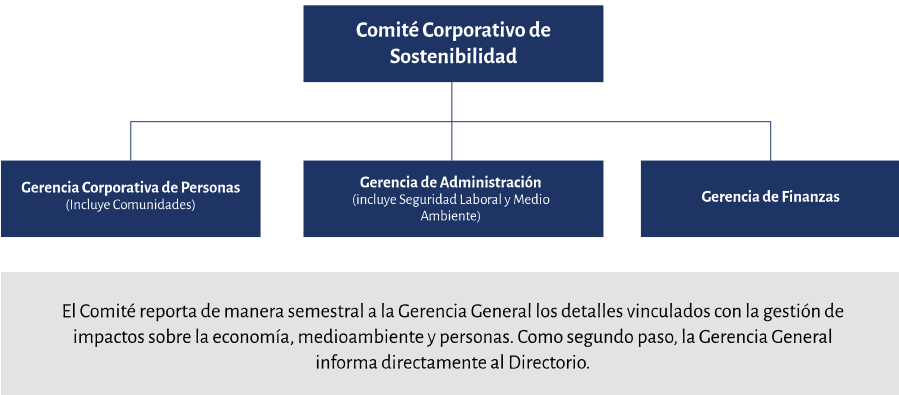 Comité Corporativo de
Sostenibilidad
Gerencia Corporativa de Personas
(Incluye Comunidades)
Gerencia de Administración
(incluye Seguridad Laboral y Medio
Ambiente)
Gerencia de Finanzas
El Comité reporta de manera semestral a la Gerencia General los detalles vinculados con la gestión de
impactos sobre la economía, medioambiente y personas. Como segundo paso, la Gerencia General
informa directamente al Directorio.